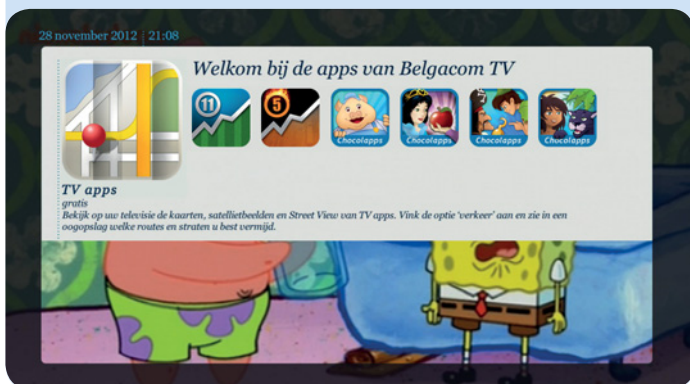 28 november 2012 | 21:08
Welkom bij de apps van Belgacom TV
11
5
Chocolapps
Chocolapps
Chocolapps
Chocolapps
TV apps
gratis
Bekijk op uw televisie de kaarten, satellietbeelden en Street View van TV apps. Vink de optie 'verkeer' aan en zie in een
oogopslag welke routes en straten u best vermijd.